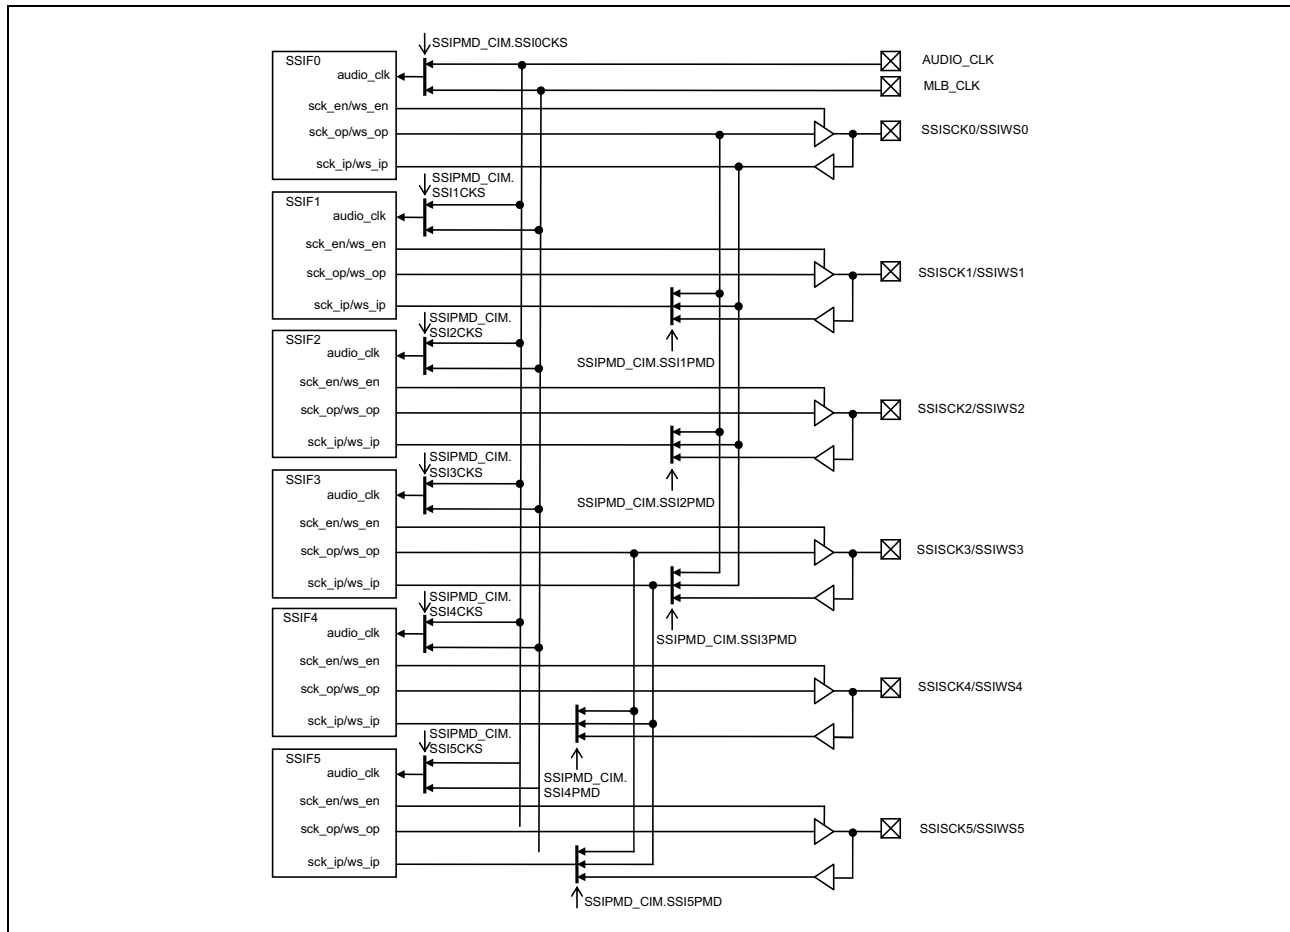 SSIPMD_CIM.SSI0CKS
SSIF0
audio_clk
AUDIO_CLK
MLB_CLK
sck_en/ws_en
sck_op/ws_op
SSISCK0/SSIWS0
sck_ip/ws_ip
SSIPMD_CIM.
SSI1CKS
SSIF1
audio_clk
sck_en/ws_en
sck_op/ws_op
SSISCK1/SSIWS1
sck_ip/ws_ip
SSIPMD_CIM.SSI1PMD
SSIPMD_CIM.
SSI2CKS
SSIF2
audio_clk
sck_en/ws_en
sck_op/ws_op
SSISCK2/SSIWS2
sck_ip/ws_ip
SSIPMD_CIM.SSI2PMD
SSIPMD_CIM.
SSI3CKS
SSIF3
audio_clk
sck_en/ws_en
sck_op/ws_op
SSISCK3/SSIWS3
sck_ip/ws_ip
SSIPMD_CIM.SSI3PMD
SSIPMD_CIM.
SSI4CKS
SSIF4
audio_clk
sck_en/ws_en
sck_op/ws_op
SSISCK4/SSIWS4
sck_ip/ws_ip
SSIPMD_CIM.
SSI4PMD
SSIPMD_CIM.
SSI5CKS
SSIF5
audio_clk
sck_en/ws_en
sck_op/ws_op
SSISCK5/SSIWS5
sck_ip/ws_ip
SSIPMD_CIM.SSI5PMD